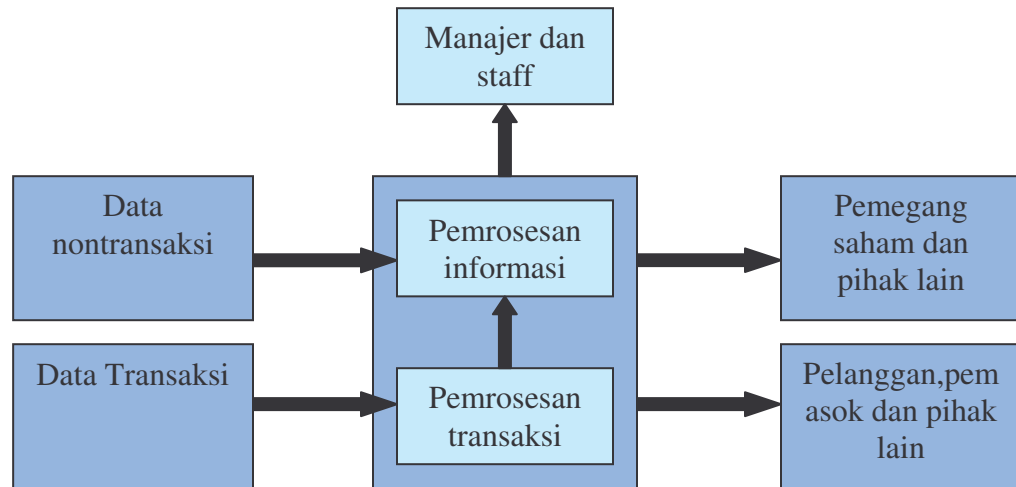 Manajer dan
staff
Data
nontransaksi
Pemrosesan
informasi
Pemegang
saham dan
pihak lain
Data Transaksi
Pemrosesan
transaksi
Pelanggan,pem
asok dan pihak
lain